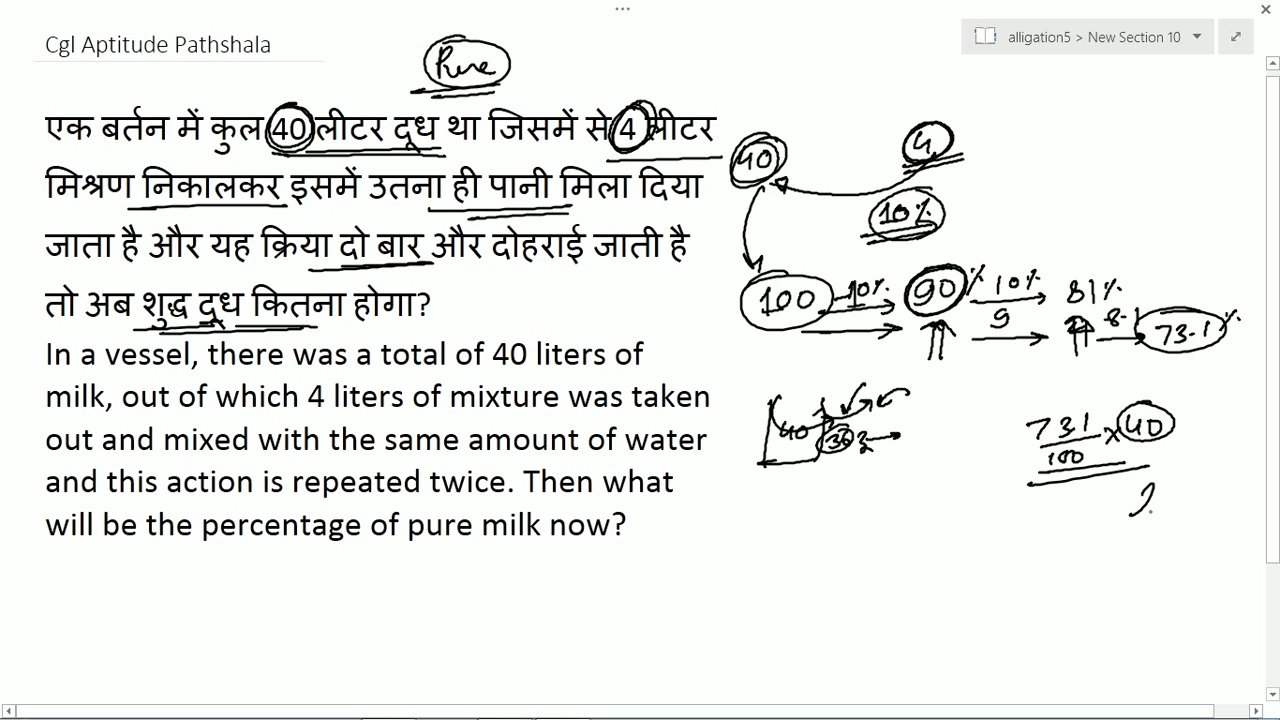 Cgl Aptitude Pathshala
alligation5 > New Section 10
Pure
एक बर्तन में कुल 40 लीटर दूध था जिसमें से 4 लीटर
मिश्रण निकालकर इसमें उतना ही पानी मिला दिया
जाता है और यह क्रिया दो बार और दोहराई जाती है
तो अब शुद्ध दूध कितना होगा?
In a vessel, there was a total of 40 liters of
milk, out of which 4 liters of mixture was taken
out and mixed with the same amount of water
and this action is repeated twice. Then what
will be the percentage of pure milk now?
40 4
10%
100 10% 90% 10% 81%
9 8.1 73.1%
40 36
731 × 40
100